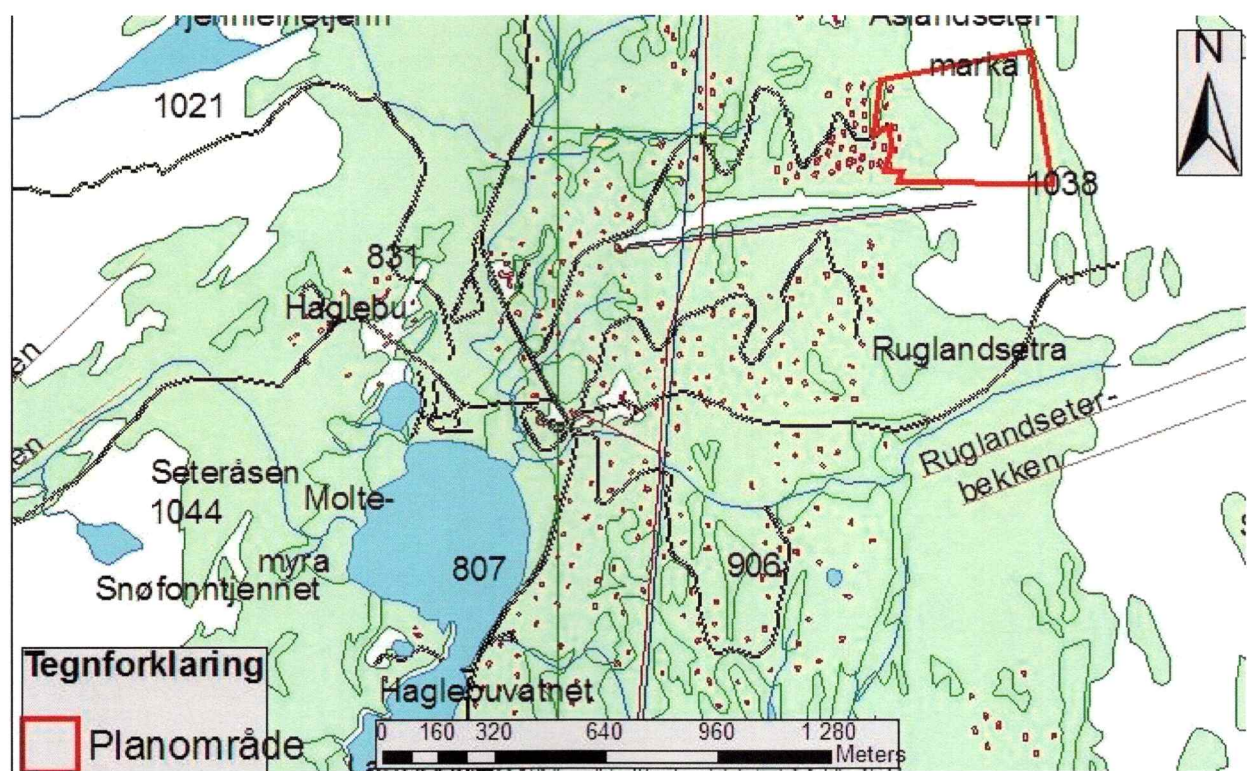 Åslandseter-
marka
N
1021
1038
831
Haglebu
Ruglandsetra
Ruglandseter-
bekken
Seteråsen
1044
Molte-
myra
Snøfonntjennet
807
906
Haglebuvatnet
Tegnforklaring
Planområde
0 160 320 640 960 1 280
Meters